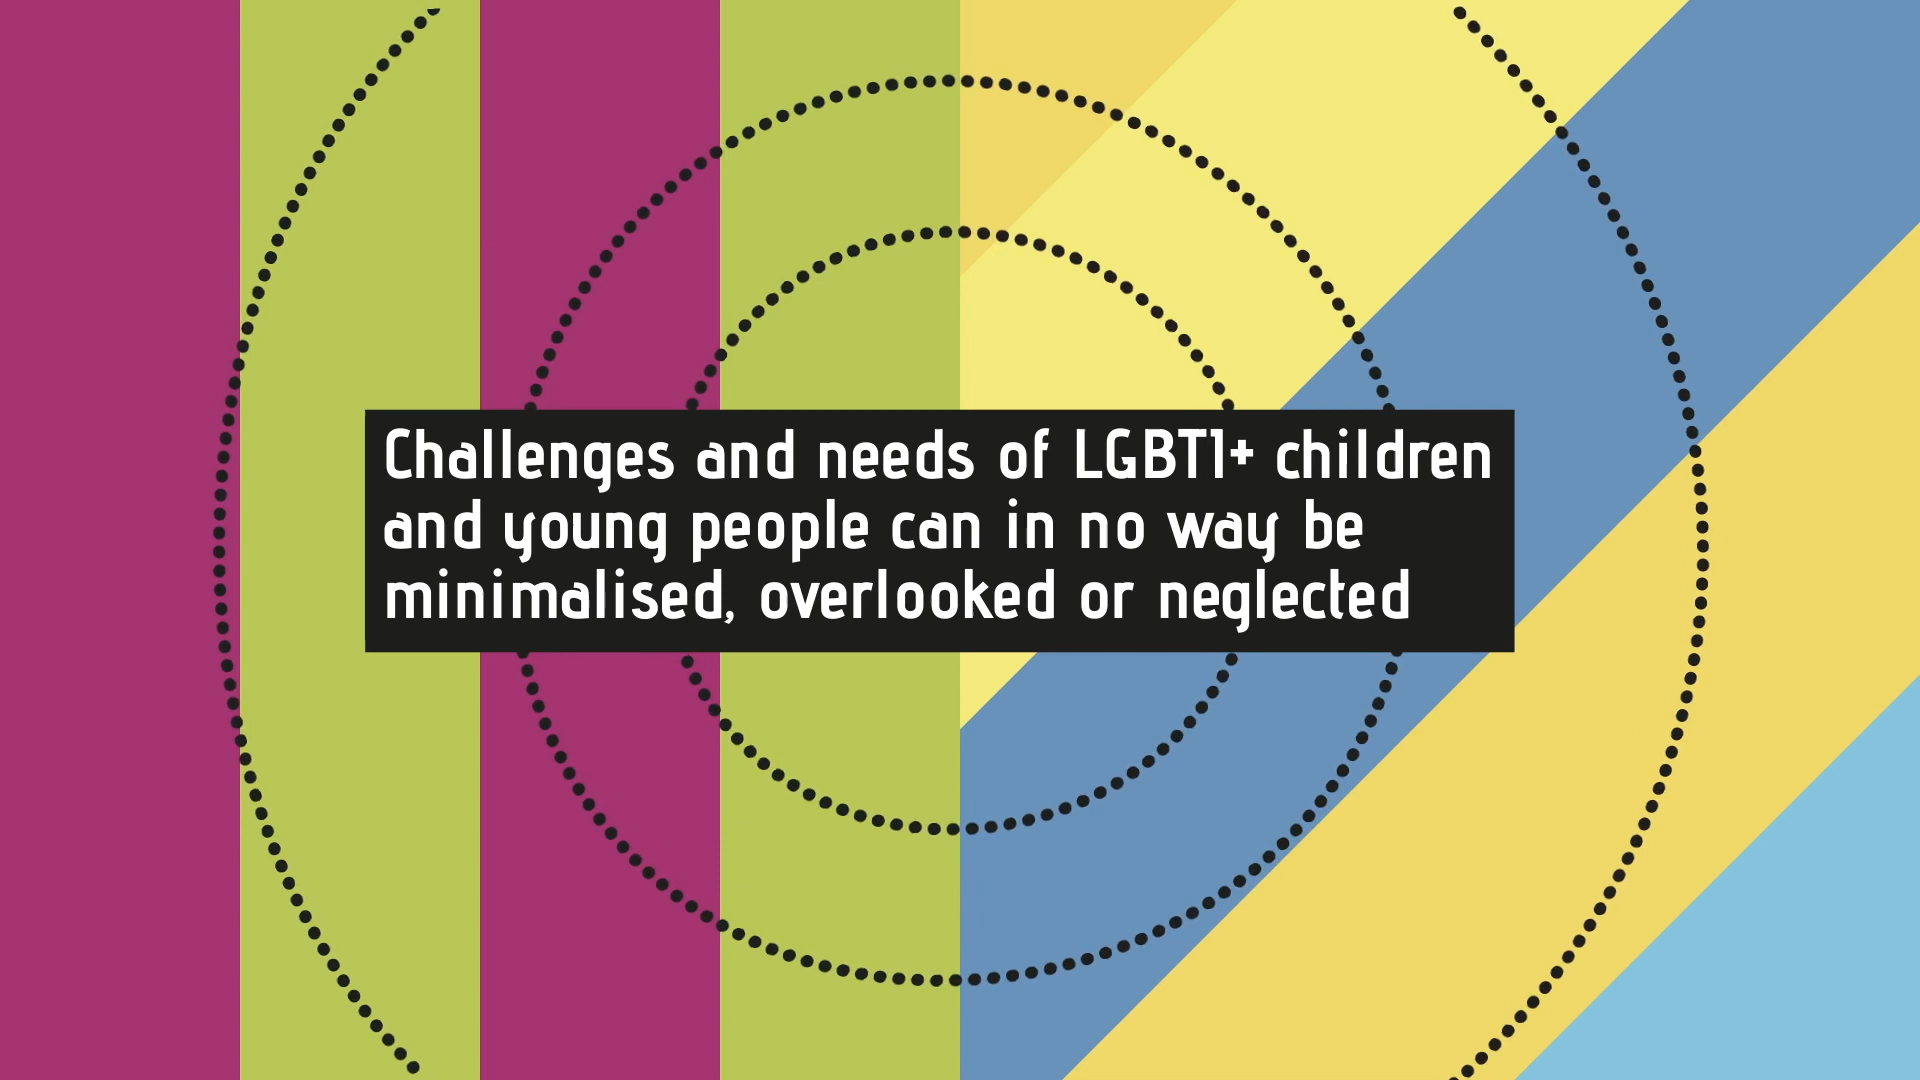 Challenges and needs of LGBTI+ children
and young people can in no way be
minimalised, overlooked or neglected